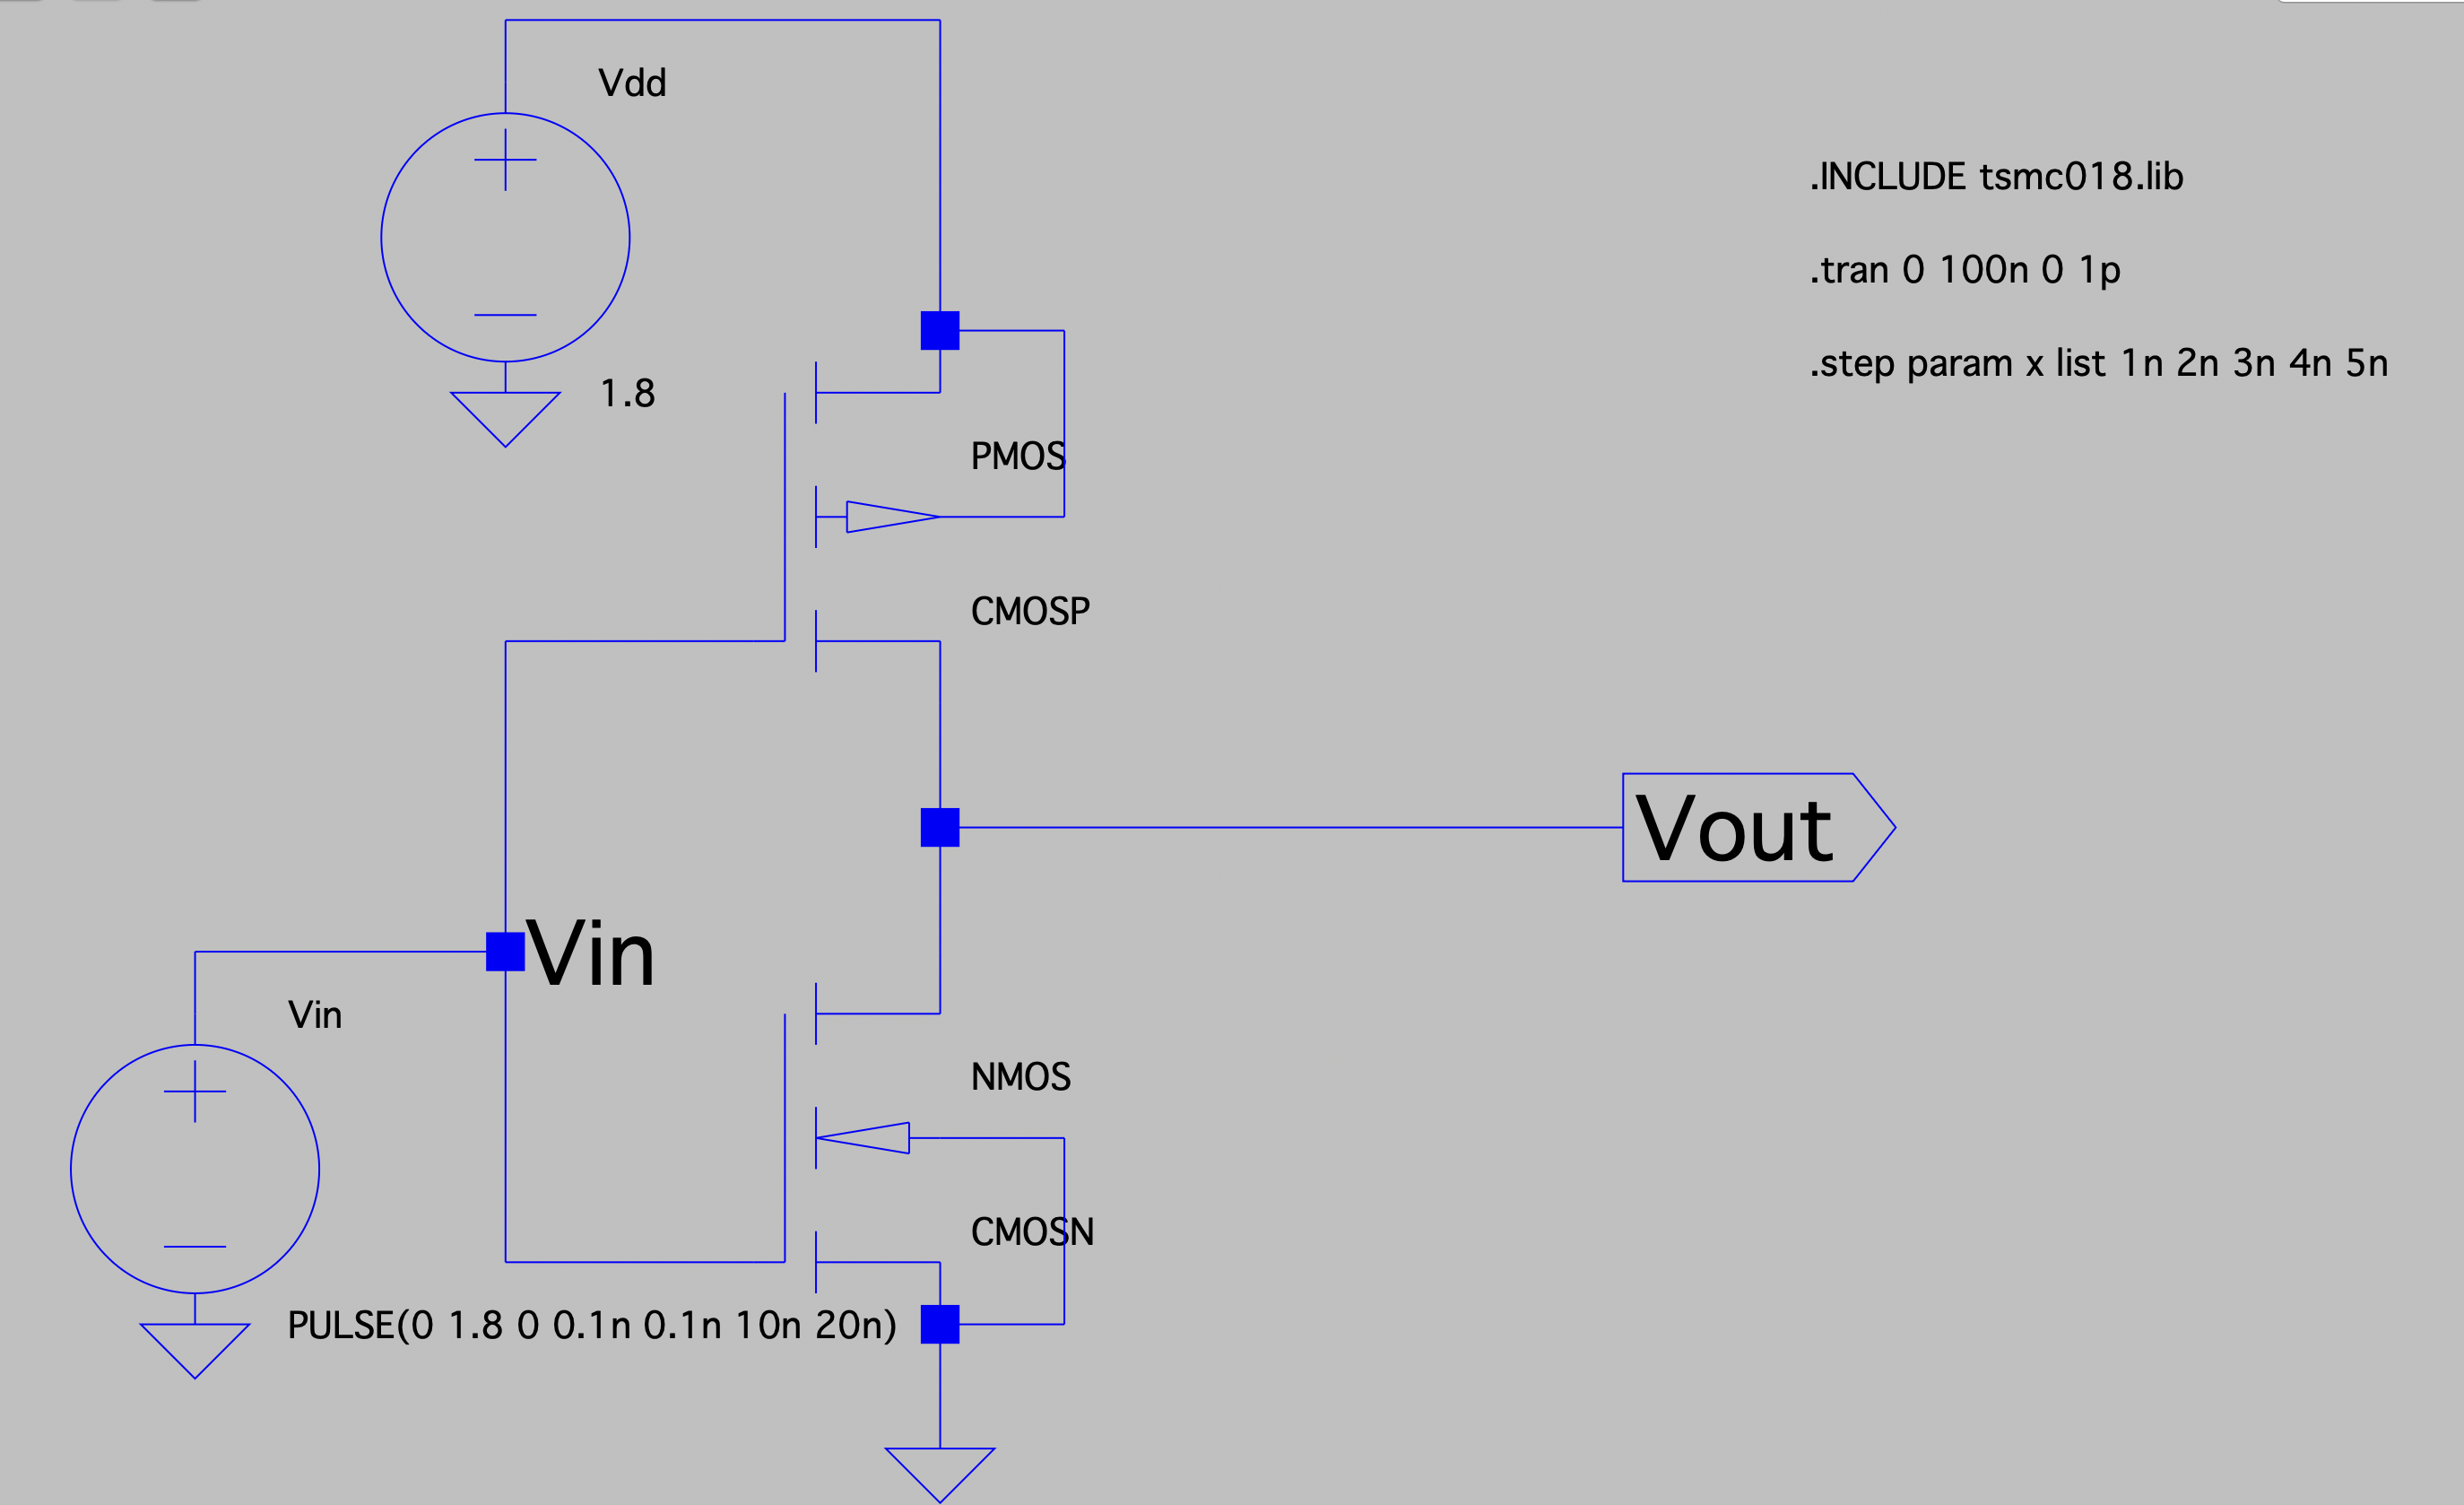 Vdd
.INCLUDE tsmc018.lib
.tran 0 100n 0 1p
.step param x list 1n 2n 3n 4n 5n
1.8
PMOS
CMOSP
Vout
Vin
Vin
NMOS
CMOSN
PULSE(0 1.8 0 0.1n 0.1n 10n 20n)